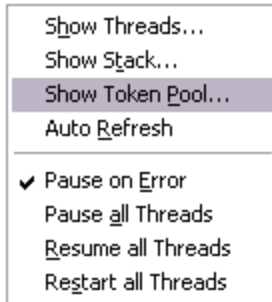 Show Threads...
Show Stack...
Show Token Pool...
Auto Refresh
Pause on Error
Pause all Threads
Resume all Threads
Restart all Threads